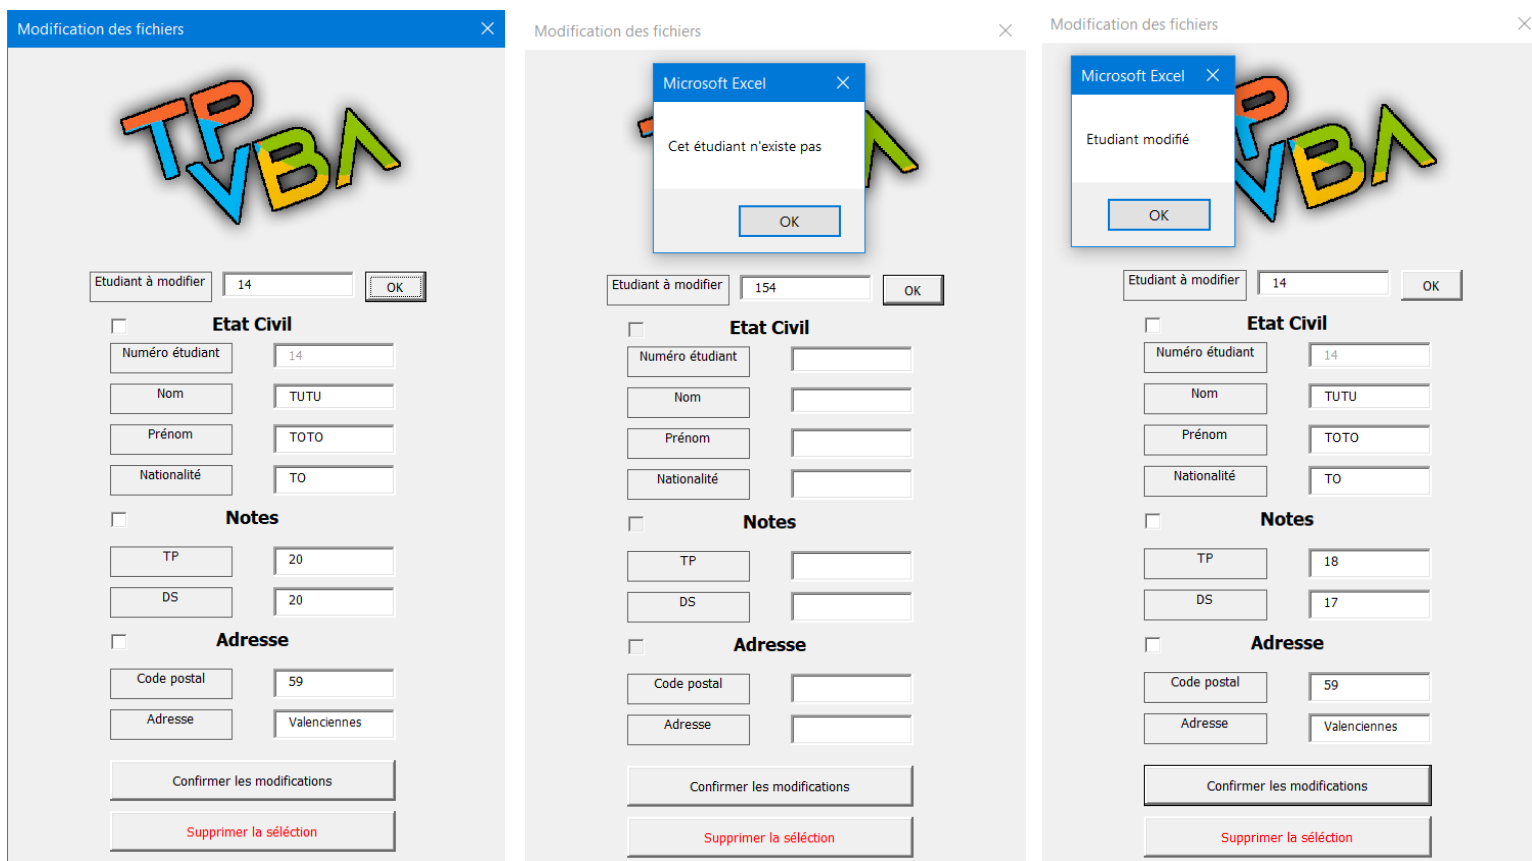 Modification des fichiers
TP
VBA
Etudiant à modifier 14 OK
Etat Civil
Numéro étudiant 14
Nom TUTU
Prénom TOTO
Nationalité TO
Notes
TP 20
DS 20
Adresse
Code postal 59
Adresse Valenciennes
Confirmer les modifications
Supprimer la séléction
Modification des fichiers
Microsoft Excel
Cet étudiant n'existe pas
OK
Etudiant à modifier 154 OK
Etat Civil
Numéro étudiant
Nom
Prénom
Nationalité
Notes
TP
DS
Adresse
Code postal
Adresse
Confirmer les modifications
Supprimer la séléction
Modification des fichiers
Microsoft Excel
Etudiant modifié
OK
P
VBA
Etudiant à modifier 14 OK
Etat Civil
Numéro étudiant 14
Nom TUTU
Prénom TOTO
Nationalité TO
Notes
TP 18
DS 17
Adresse
Code postal 59
Adresse Valenciennes
Confirmer les modifications
Supprimer la séléction